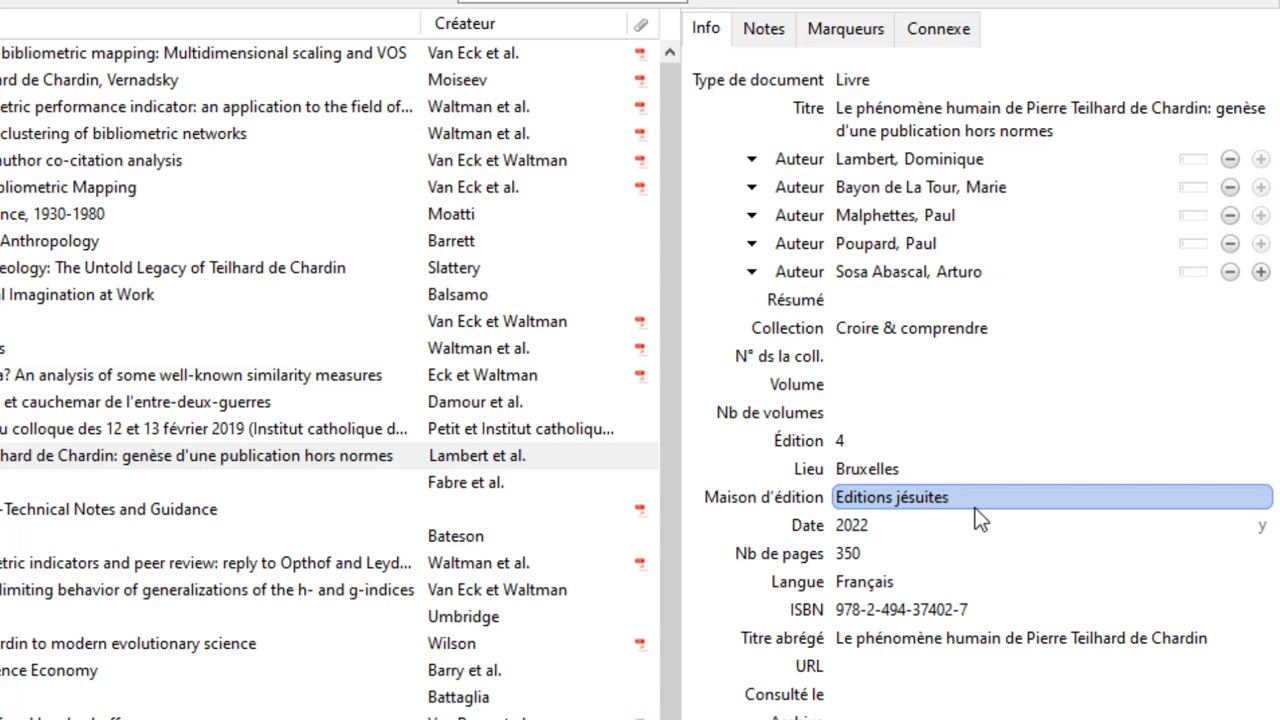 Créateur
bibliometric mapping: Multidimensional scaling and VOS Van Eck et al.
rd de Chardin, Vernadsky Moiseev
etric performance indicator: an application to the field of... Waltman et al.
clustering of bibliometric networks Waltman et al.
author co-citation analysis Van Eck et Waltman
bliometric Mapping Van Eck et al.
nce, 1930-1980 Moatti
Anthropology Barrett
eology: The Untold Legacy of Teilhard de Chardin Slattery
l Imagination at Work Balsamo
Van Eck et Waltman
s Waltman et al.
a? An analysis of some well-known similarity measures Eck et Waltman
et cauchemar de l'entre-deux-guerres Damour et al.
u colloque des 12 et 13 février 2019 (Institut catholique d... Petit et Institut catholiqu...
hard de Chardin: genèse d'une publication hors normes Lambert et al.
Fabre et al.
-Technical Notes and Guidance
Bateson
etric indicators and peer review: reply to Opthof and Leyd... Waltman et al.
limiting behavior of generalizations of the h- and g-indices Van Eck et Waltman
Umbridge
rdin to modern evolutionary science Wilson
ence Economy Barry et al.
Battaglia
Info Notes Marqueurs Connexe
Type de document Livre
Titre Le phénomène humain de Pierre Teilhard de Chardin: genèse
d'une publication hors normes
Auteur Lambert, Dominique
Auteur Bayon de La Tour, Marie
Auteur Malphettes, Paul
Auteur Poupard, Paul
Auteur Sosa Abascal, Arturo
Résumé
Collection Croire & comprendre
N° ds la coll.
Volume
Nb de volumes
Édition 4
Lieu Bruxelles
Maison d'édition Editions jésuites
Date 2022 y
Nb de pages 350
Langue Français
ISBN 978-2-494-37402-7
Titre abrégé Le phénomène humain de Pierre Teilhard de Chardin
URL
Consulté le